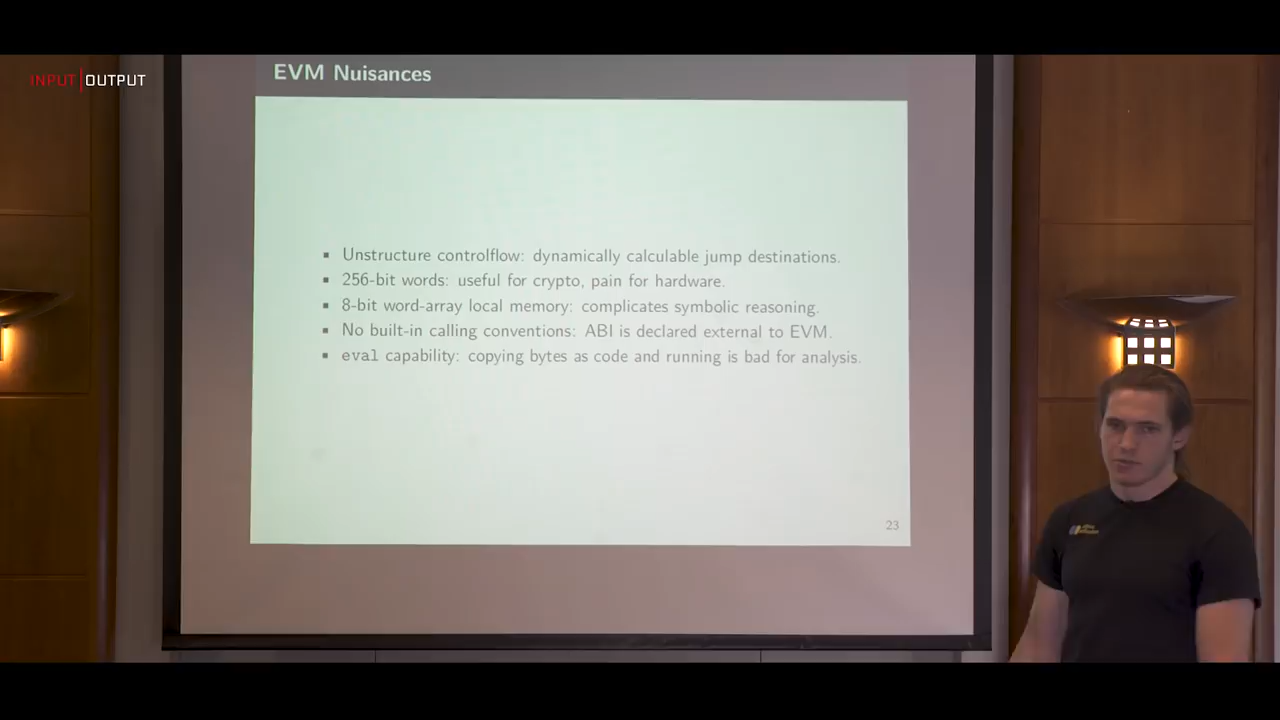 INPUT|OUTPUT
EVM Nuisances
▪ Unstructure controlflow: dynamically calculable jump destinations.
▪ 256-bit words: useful for crypto, pain for hardware.
▪ 8-bit word-array local memory: complicates symbolic reasoning.
▪ No built-in calling conventions: ABI is declared external to EVM.
▪ eval capability: copying bytes as code and running is bad for analysis.
23